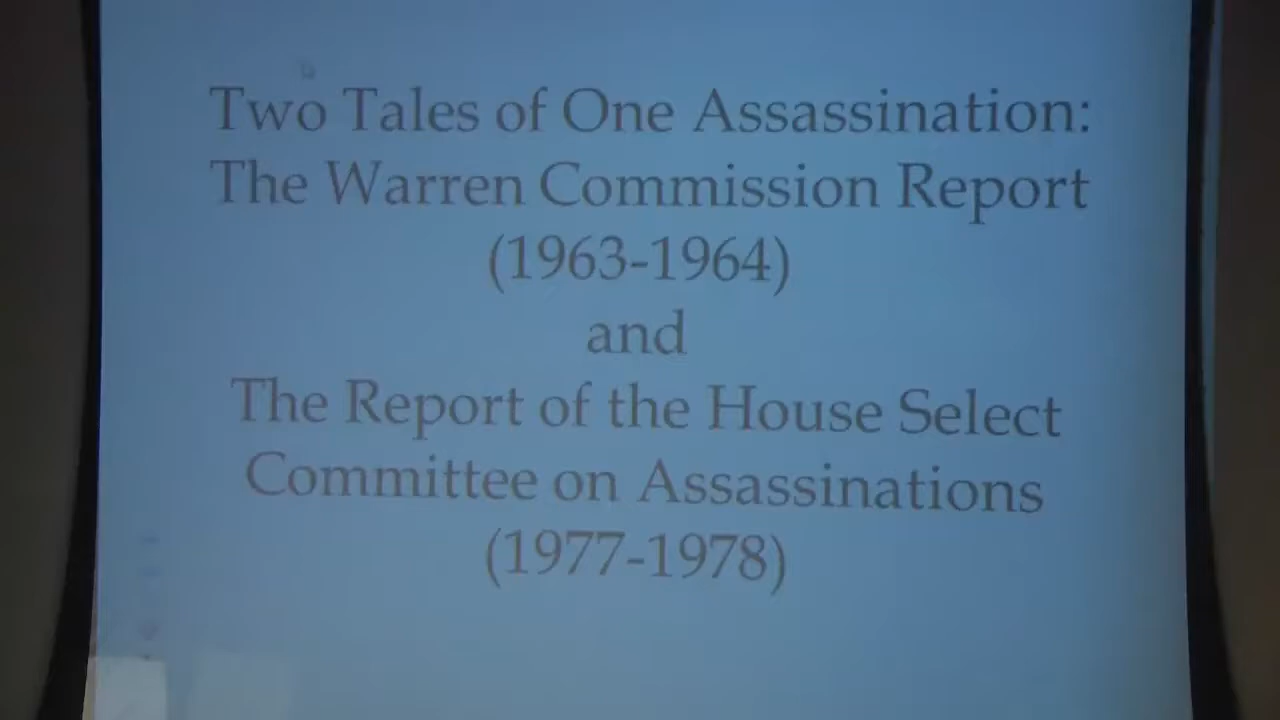 Two Tales of One Assassination:
The Warren Commission Report
(1963-1964)
and
The Report of the House Select
Committee on Assassinations
(1977-1978)